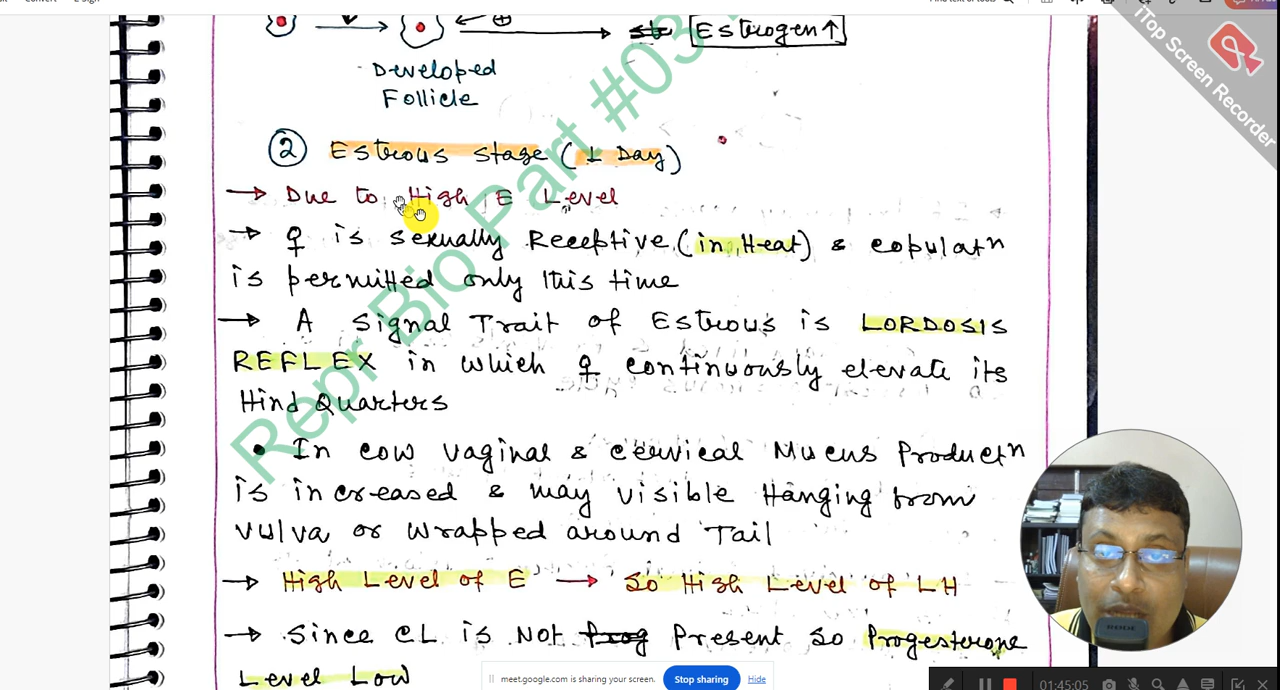 Estrogen↑
Developed
Follicle
② Estrous Stage (1 Day)
→ Due to High E Level
→ ♀ is sexually Receptive (in Heat) & copulatn
is permitted only this time
→ A Signal Trait of Estrous is LORDOSIS
REFLEX in which ♀ continuously elevate its
Hind Quarters
• In cow vaginal & cervical Mucus Productn
is increased & may visible Hanging from
vulva or wrapped around Tail
→ High Level of E → So High Level of LH
→ Since CL is Not Present so Progesterone
Level Low
Repr Bio Part #03
iTop Screen Recorder
RODE
meet.google.com is sharing your screen.
Stop sharing
Hide
01:45:05